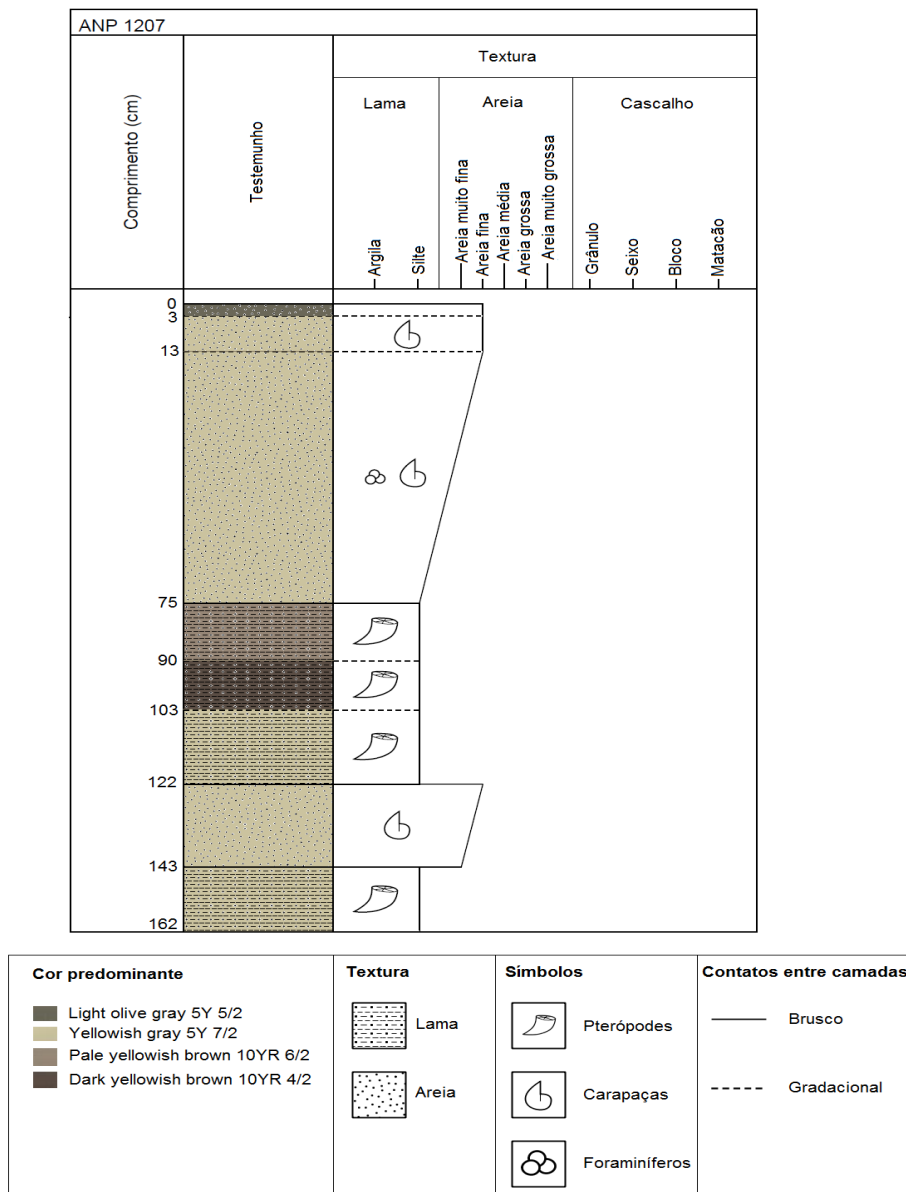 ANP 1207
Comprimento (cm)
Testemunho
Textura
Lama
Areia
Cascalho
Argila
Silte
Areia muito fina
Areia fina
Areia média
Areia grossa
Areia muito grossa
Grânulo
Seixo
Bloco
Matacão
0
3
13
75
90
103
122
143
162
Cor predominante
Light olive gray 5Y 5/2
Yellowish gray 5Y 7/2
Pale yellowish brown 10YR 6/2
Dark yellowish brown 10YR 4/2
Textura
Lama
Areia
Símbolos
Pterópodes
Carapaças
Foraminíferos
Contatos entre camadas
Brusco
Gradacional